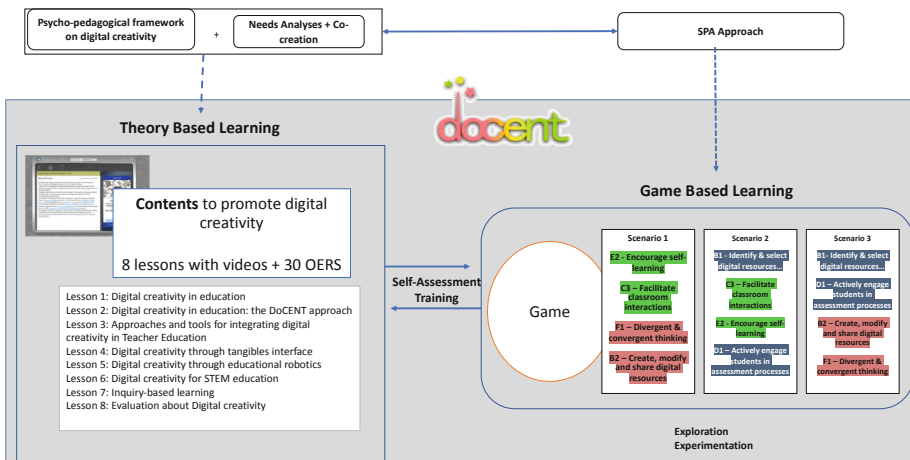 Psycho-pedagogical framework
on digital creativity
+
Needs Analyses + Co-
creation
SPA Approach
docent
Theory Based Learning
Contents to promote digital
creativity
8 lessons with videos + 30 OERS
Lesson 1: Digital creativity in education
Lesson 2: Digital creativity in education: the DoCENT approach
Lesson 3: Approaches and tools for integrating digital
creativity in Teacher Education
Lesson 4: Digital creativity through tangibles interface
Lesson 5: Digital creativity through educational robotics
Lesson 6: Digital creativity for STEM education
Lesson 7: Inquiry-based learning
Lesson 8: Evaluation about Digital creativity
Self-Assessment
Training
Game Based Learning
Game
Scenario 1
E2 - Encourage self-
learning
C3 – Facilitate
classroom
interactions
F1 – Divergent &
convergent thinking
B2 – Create, modify
and share digital
resources
Scenario 2
B1 - Identify & select
digital resources...
C3 – Facilitate
classroom
interactions
E2 - Encourage self-
learning
D1 – Actively engage
students in
assessment processes
Scenario 3
B1- Identify & select
digital resources...
D1 – Actively engage
students in
assessment processes
B2 – Create, modify
and share digital
resources
F1 – Divergent &
convergent thinking
Exploration
Experimentation